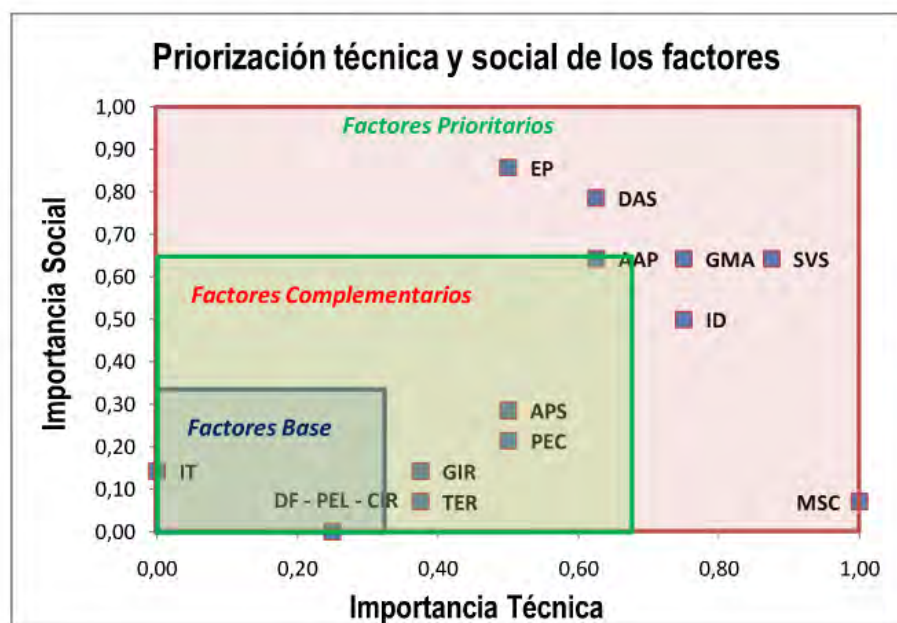 Priorización técnica y social de los factores
Importancia Social
1,00
0,90
0,80
0,70
0,60
0,50
0,40
0,30
0,20
0,10
0,00
Factores Prioritarios
EP
DAS
AAP
GMA
SVS
Factores Complementarios
ID
APS
Factores Base
PEC
IT
GIR
DF - PEL - CIR
TER
MSC
0,00
0,20
0,40
0,60
0,80
1,00
Importancia Técnica